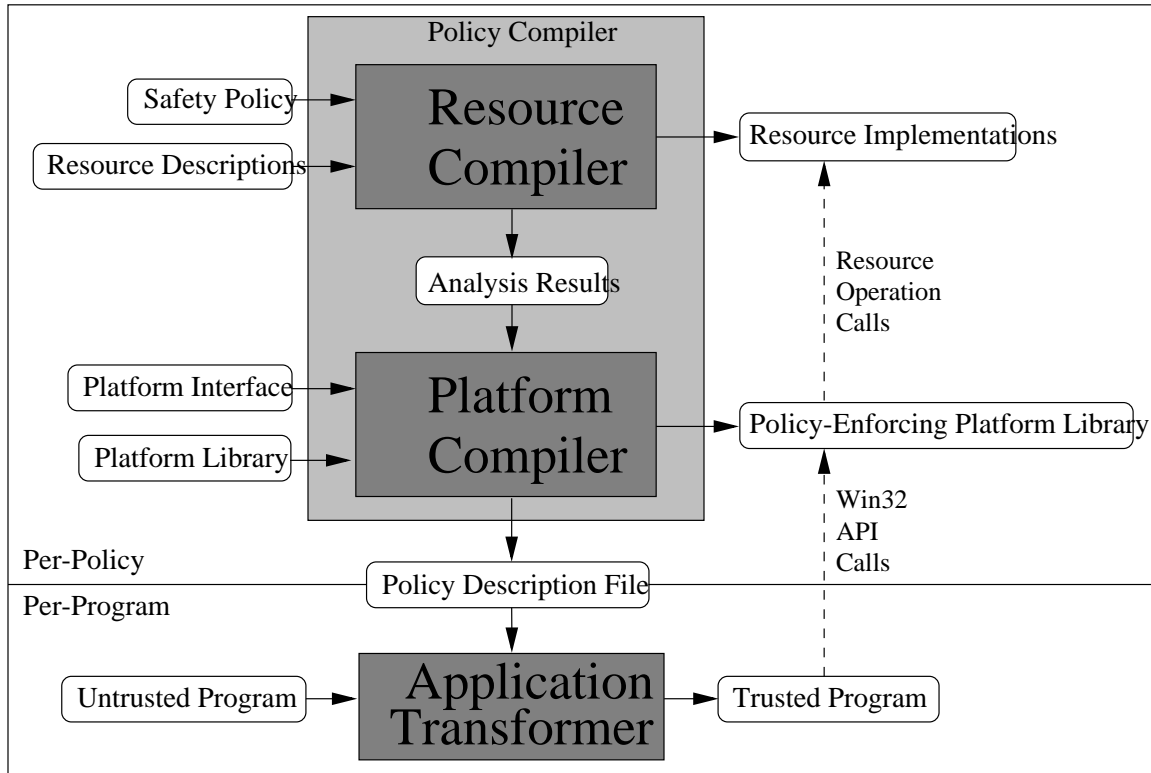 Policy Compiler
Safety Policy
Resource
Compiler
Resource Descriptions
Resource Implementations
Analysis Results
Resource
Operation
Calls
Platform Interface
Platform
Compiler
Platform Library
Policy-Enforcing Platform Library
Win32
API
Calls
Per-Policy
Policy Description File
Per-Program
Untrusted Program
Application
Transformer
Trusted Program